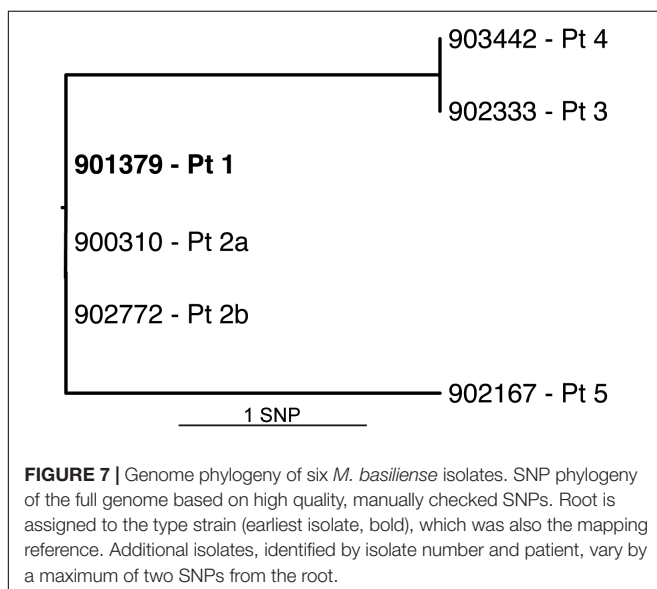 903442 - Pt 4
902333 - Pt 3
901379 - Pt 1
900310 - Pt 2a
902772 - Pt 2b
902167 - Pt 5
1 SNP
FIGURE 7 | Genome phylogeny of six M. basiliense isolates. SNP phylogeny
of the full genome based on high quality, manually checked SNPs. Root is
assigned to the type strain (earliest isolate, bold), which was also the mapping
reference. Additional isolates, identified by isolate number and patient, vary by
a maximum of two SNPs from the root.